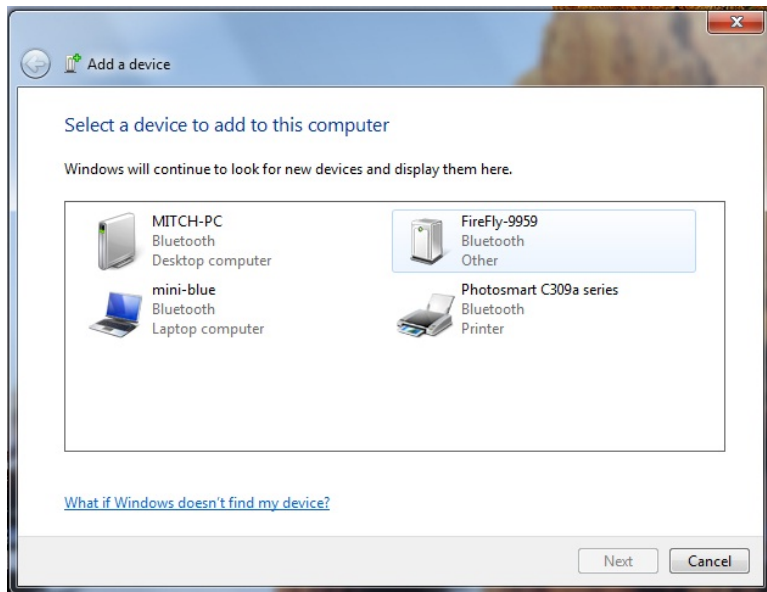 Add a device
Select a device to add to this computer
Windows will continue to look for new devices and display them here.
MITCH-PC
Bluetooth
Desktop computer
FireFly-9959
Bluetooth
Other
mini-blue
Bluetooth
Laptop computer
Photosmart C309a series
Bluetooth
Printer
What if Windows doesn't find my device?
Next
Cancel